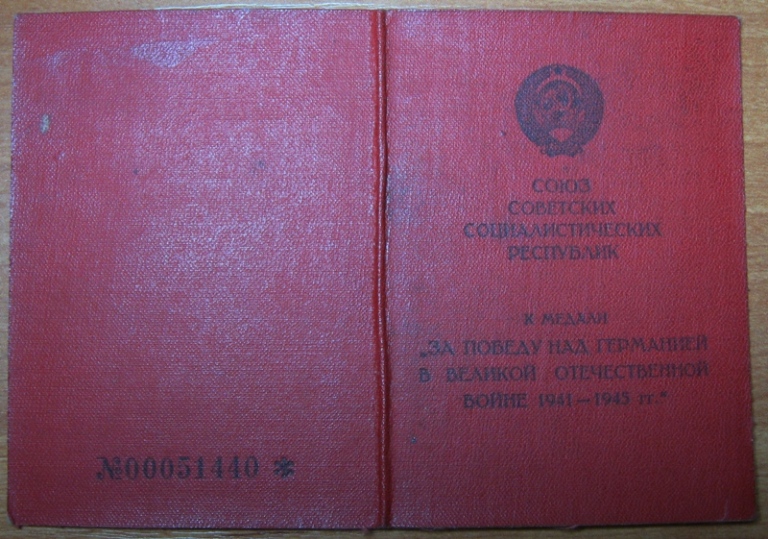 СОЮЗ
СОВЕТСКИХ
СОЦИАЛИСТИЧЕСКИХ
РЕСПУБЛИК
К МЕДАЛИ
„ЗА ПОБЕДУ НАД ГЕРМАНИЕЙ
В ВЕЛИКОЙ ОТЕЧЕСТВЕННОЙ
ВОЙНЕ 1941 — 1945 гг."
№00051440 *